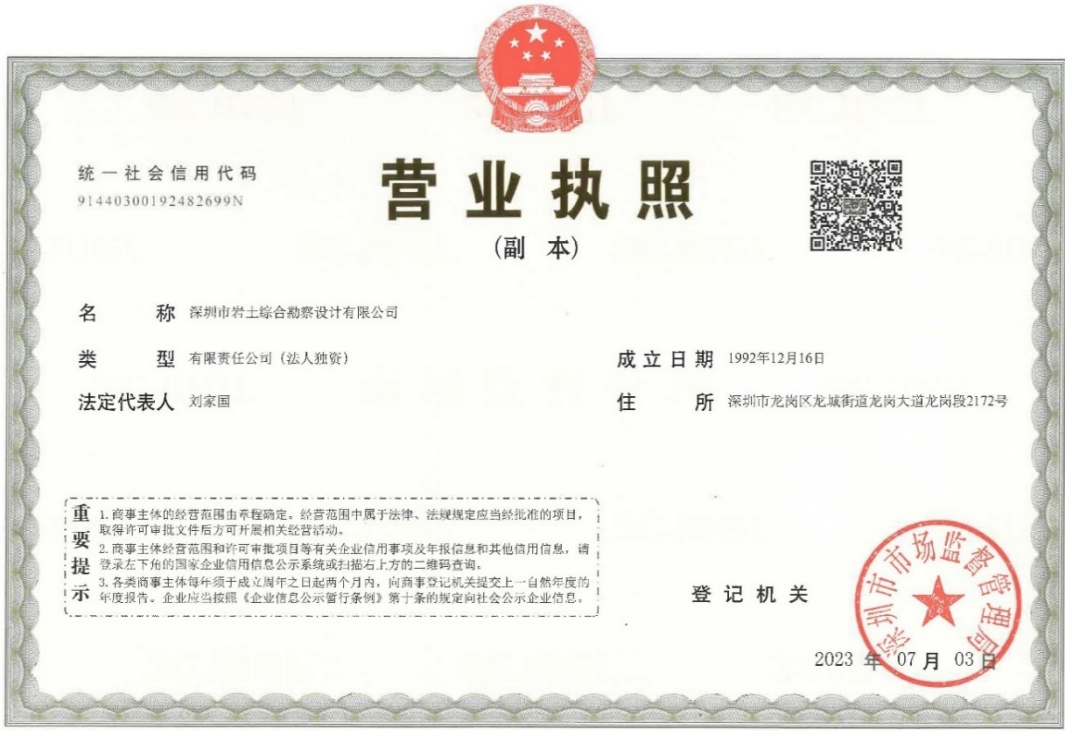 统一社会信用代码
91440300192482699N
营业执照
(副 本)
名 称 深圳市岩土综合勘察设计有限公司
类 型 有限责任公司（法人独资）
成立日期 1992年12月16日
法定代表人 刘家国
住 所 深圳市龙岗区龙城街道龙岗大道龙岗段2172号
重要提示
1. 商事主体的经营范围由章程确定。经营范围中属于法律、法规规定应当经批准的项目，
取得许可审批文件后方可开展相关经营活动。
2. 商事主体经营范围和许可审批项目等有关企业信用事项及年报信息和其他信用信息，请
登录左下角的国家企业信用信息公示系统或扫描右上方的二维码查询。
3. 各类商事主体每年须于成立周年之日起两个月内，向商事登记机关提交上一自然年度的
年度报告。企业应当按照《企业信息公示暂行条例》第十条的规定向社会公示企业信息。
登记机关
深圳市市场监督管理局
2023 年 07 月 03 日